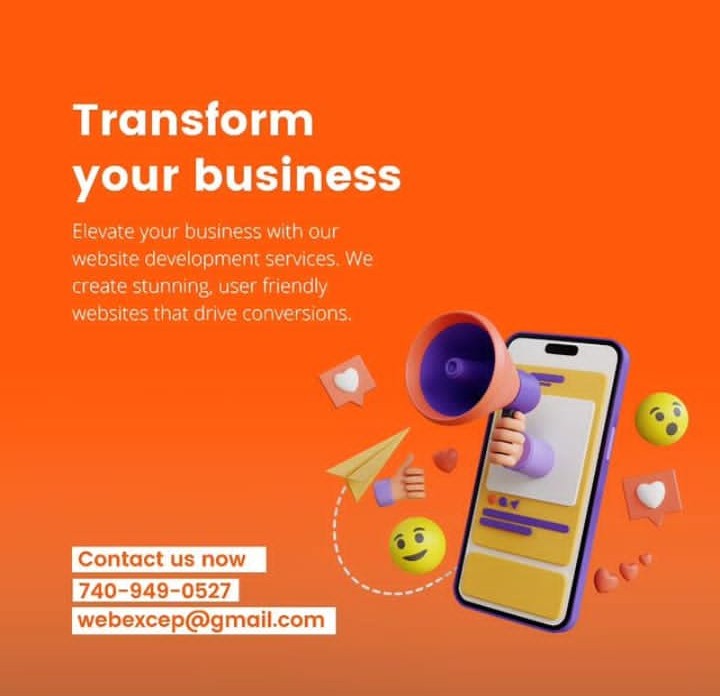 Transform
your business
Elevate your business with our
website development services. We
create stunning, user friendly
websites that drive conversions.
Contact us now
740-949-0527
webexcep@gmail.com